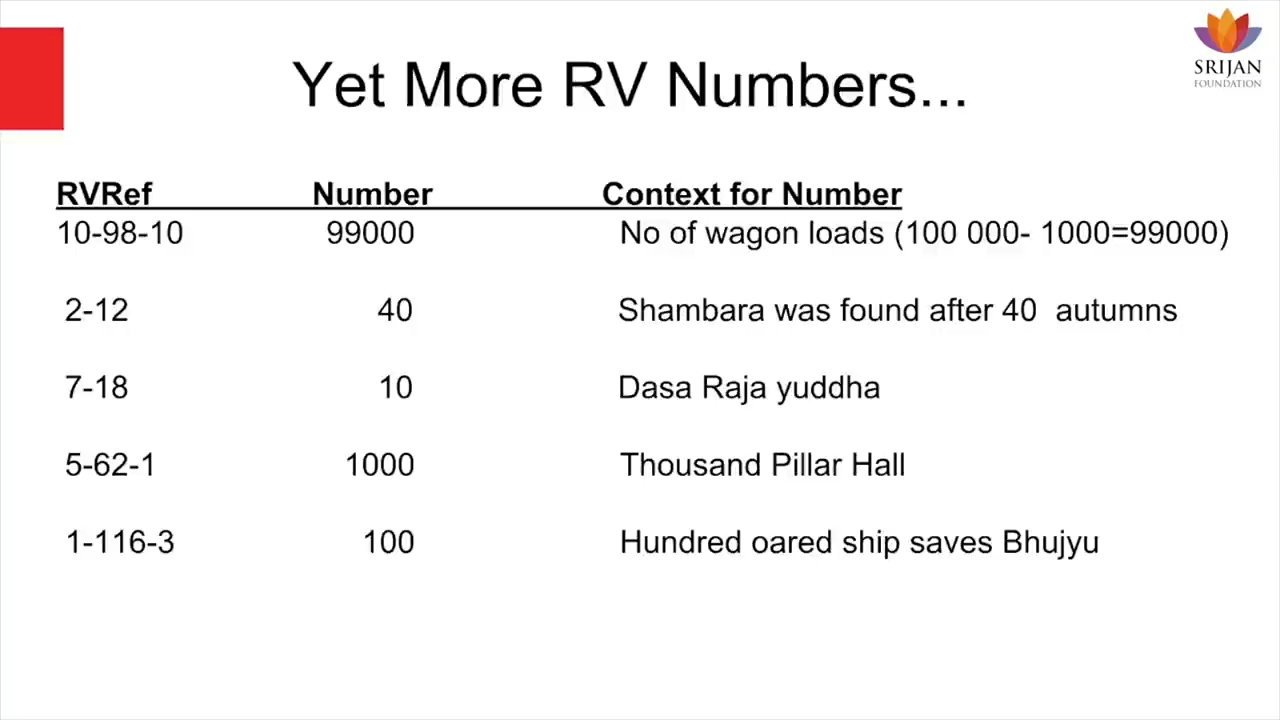 SRIJAN
FOUNDATION
Yet More RV Numbers...
RVRef Number Context for Number
10-98-10 99000 No of wagon loads (100 000- 1000=99000)
2-12 40 Shambara was found after 40 autumns
7-18 10 Dasa Raja yuddha
5-62-1 1000 Thousand Pillar Hall
1-116-3 100 Hundred oared ship saves Bhujyu